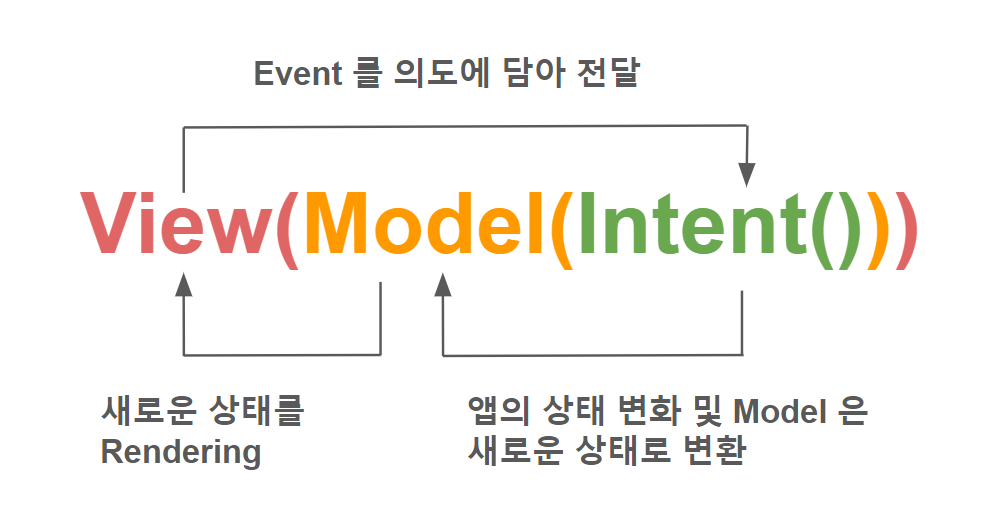 Event 를 의도에 담아 전달
View(Model(Intent()))
새로운 상태를
Rendering
앱의 상태 변화 및 Model 은
새로운 상태로 변환